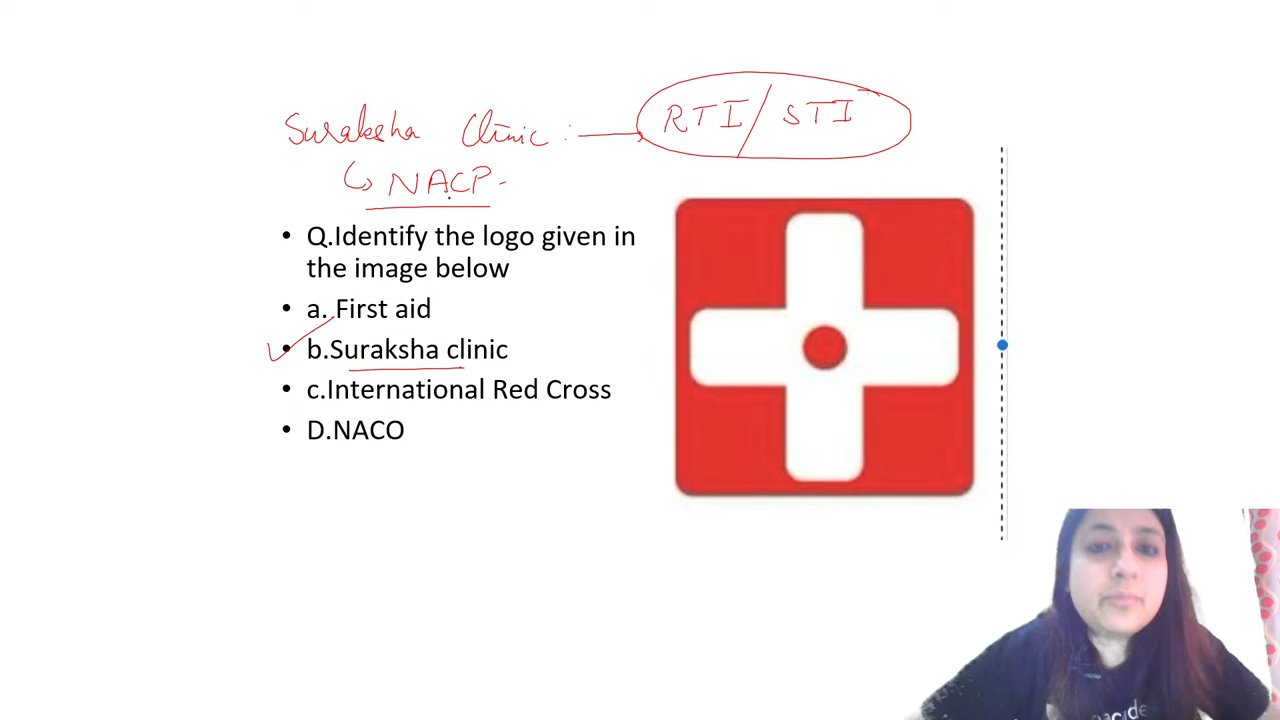 Suraksha Clinic :- RTI/STI
↳ NACP-
• Q.Identify the logo given in
the image below
• a. First aid
• b.Suraksha clinic
• c.International Red Cross
• D.NACO